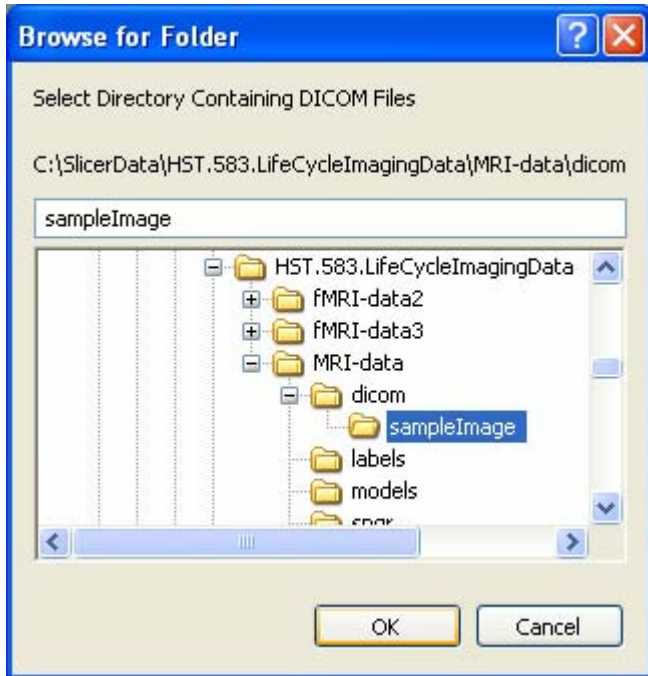 Browse for Folder
Select Directory Containing DICOM Files
C:\SlicerData\HST.583.LifeCycleImagingData\MRI-data\dicom
sampleImage
HST.583.LifeCycleImagingData
fMRI-data2
fMRI-data3
MRI-data
dicom
sampleImage
labels
models
spgr
OK Cancel